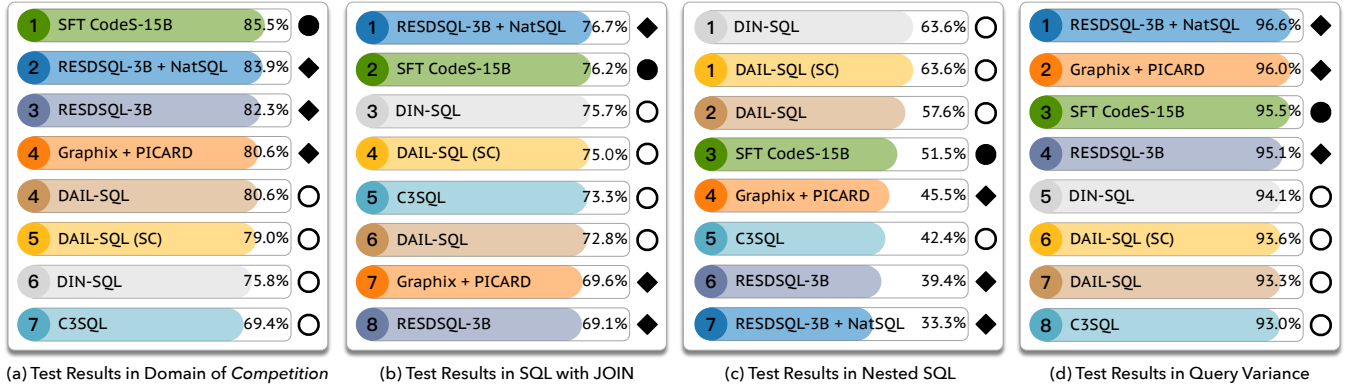 1 SFT CodeS-15B 85.5%
2 RESDSQL-3B + NatSQL 83.9%
3 RESDSQL-3B 82.3%
4 Graphix + PICARD 80.6%
4 DAIL-SQL 80.6%
5 DAIL-SQL (SC) 79.0%
6 DIN-SQL 75.8%
7 C3SQL 69.4%
(a) Test Results in Domain of Competition
1 RESDSQL-3B + NatSQL 76.7%
2 SFT CodeS-15B 76.2%
3 DIN-SQL 75.7%
4 DAIL-SQL (SC) 75.0%
5 C3SQL 73.3%
6 DAIL-SQL 72.8%
7 Graphix + PICARD 69.6%
8 RESDSQL-3B 69.1%
(b) Test Results in SQL with JOIN
1 DIN-SQL 63.6%
1 DAIL-SQL (SC) 63.6%
2 DAIL-SQL 57.6%
3 SFT CodeS-15B 51.5%
4 Graphix + PICARD 45.5%
5 C3SQL 42.4%
6 RESDSQL-3B 39.4%
7 RESDSQL-3B + NatSQL 33.3%
(c) Test Results in Nested SQL
1 RESDSQL-3B + NatSQL 96.6%
2 Graphix + PICARD 96.0%
3 SFT CodeS-15B 95.5%
4 RESDSQL-3B 95.1%
5 DIN-SQL 94.1%
6 DAIL-SQL (SC) 93.6%
7 DAIL-SQL 93.3%
8 C3SQL 93.0%
(d) Test Results in Query Variance